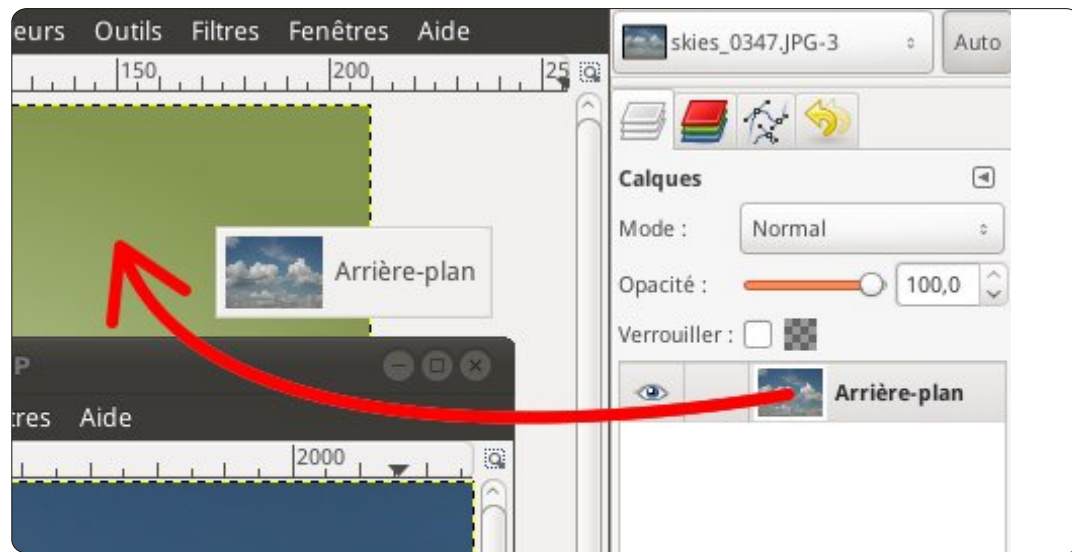 eurs Outils Filtres Fenêtres Aide
150 200 25
Arrière-plan
P
tres Aide
2000
skies_0347.JPG-3 Auto
Calques
Mode : Normal
Opacité : 100,0
Verrouiller :
Arrière-plan